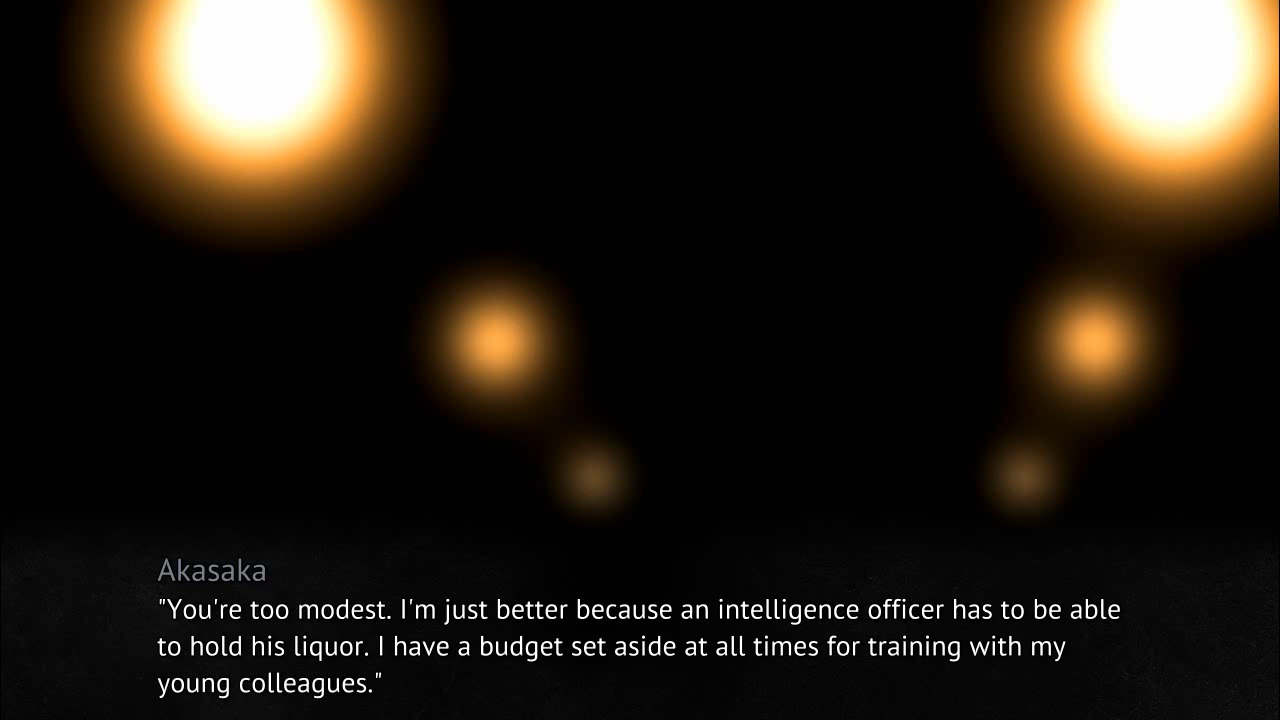 Akasaka
"You're too modest. I'm just better because an intelligence officer has to be able
to hold his liquor. I have a budget set aside at all times for training with my
young colleagues."